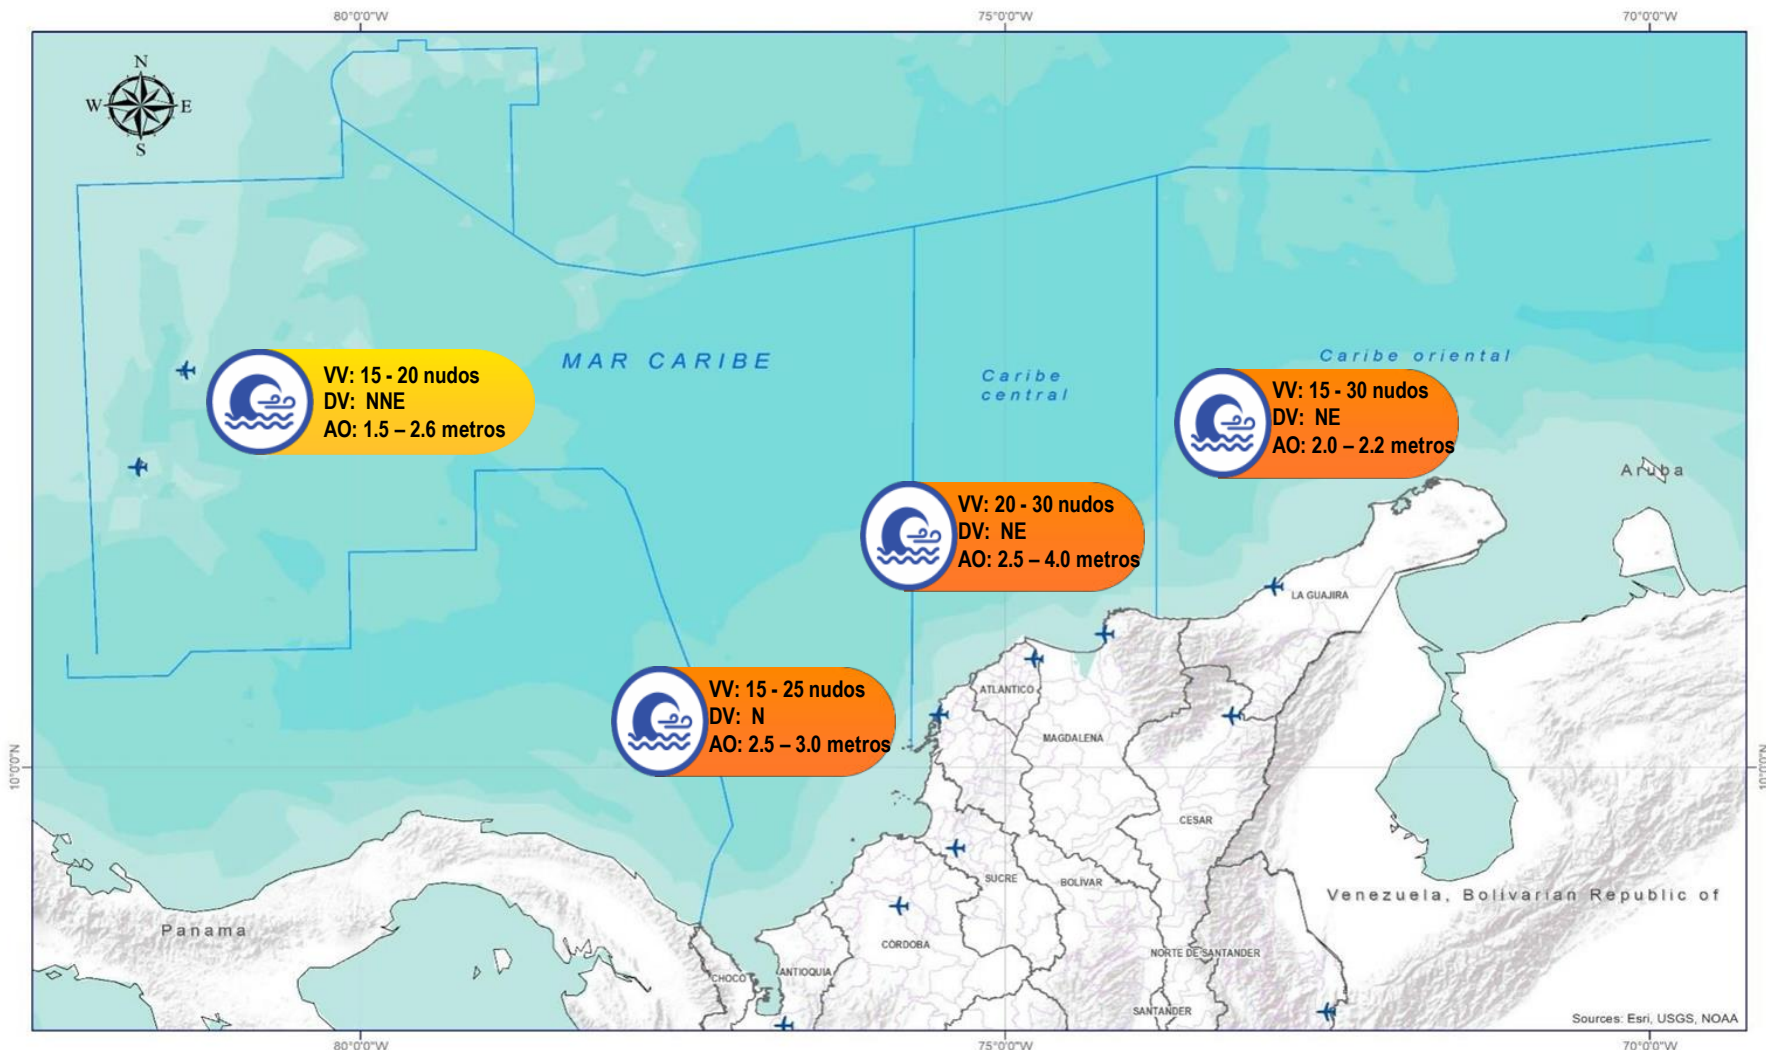 80°0'0"W
75°0'0"W
70°0'0"W
N
W
E
S
MAR CARIBE
Caribe
central
Caribe oriental
VV: 15 - 20 nudos
DV: NNE
AO: 1.5 – 2.6 metros
VV: 15 - 30 nudos
DV: NE
AO: 2.0 – 2.2 metros
Aruba
VV: 20 - 30 nudos
DV: NE
AO: 2.5 – 4.0 metros
LA GUAJIRA
VV: 15 - 25 nudos
DV: N
AO: 2.5 – 3.0 metros
ATLANTICO
MAGDALENA
10°0'0"N
10°0'0"N
CESAR
SUCRE
BOLÍVAR
Venezuela, Bolivarian Republic of
Panama
CÓRDOBA
NORTE DE SANTANDER
CHOCO
ANTIOQUIA
SANTANDER
Sources: Esri, USGS, NOAA
80°0'0"W
75°0'0"W
70°0'0"W